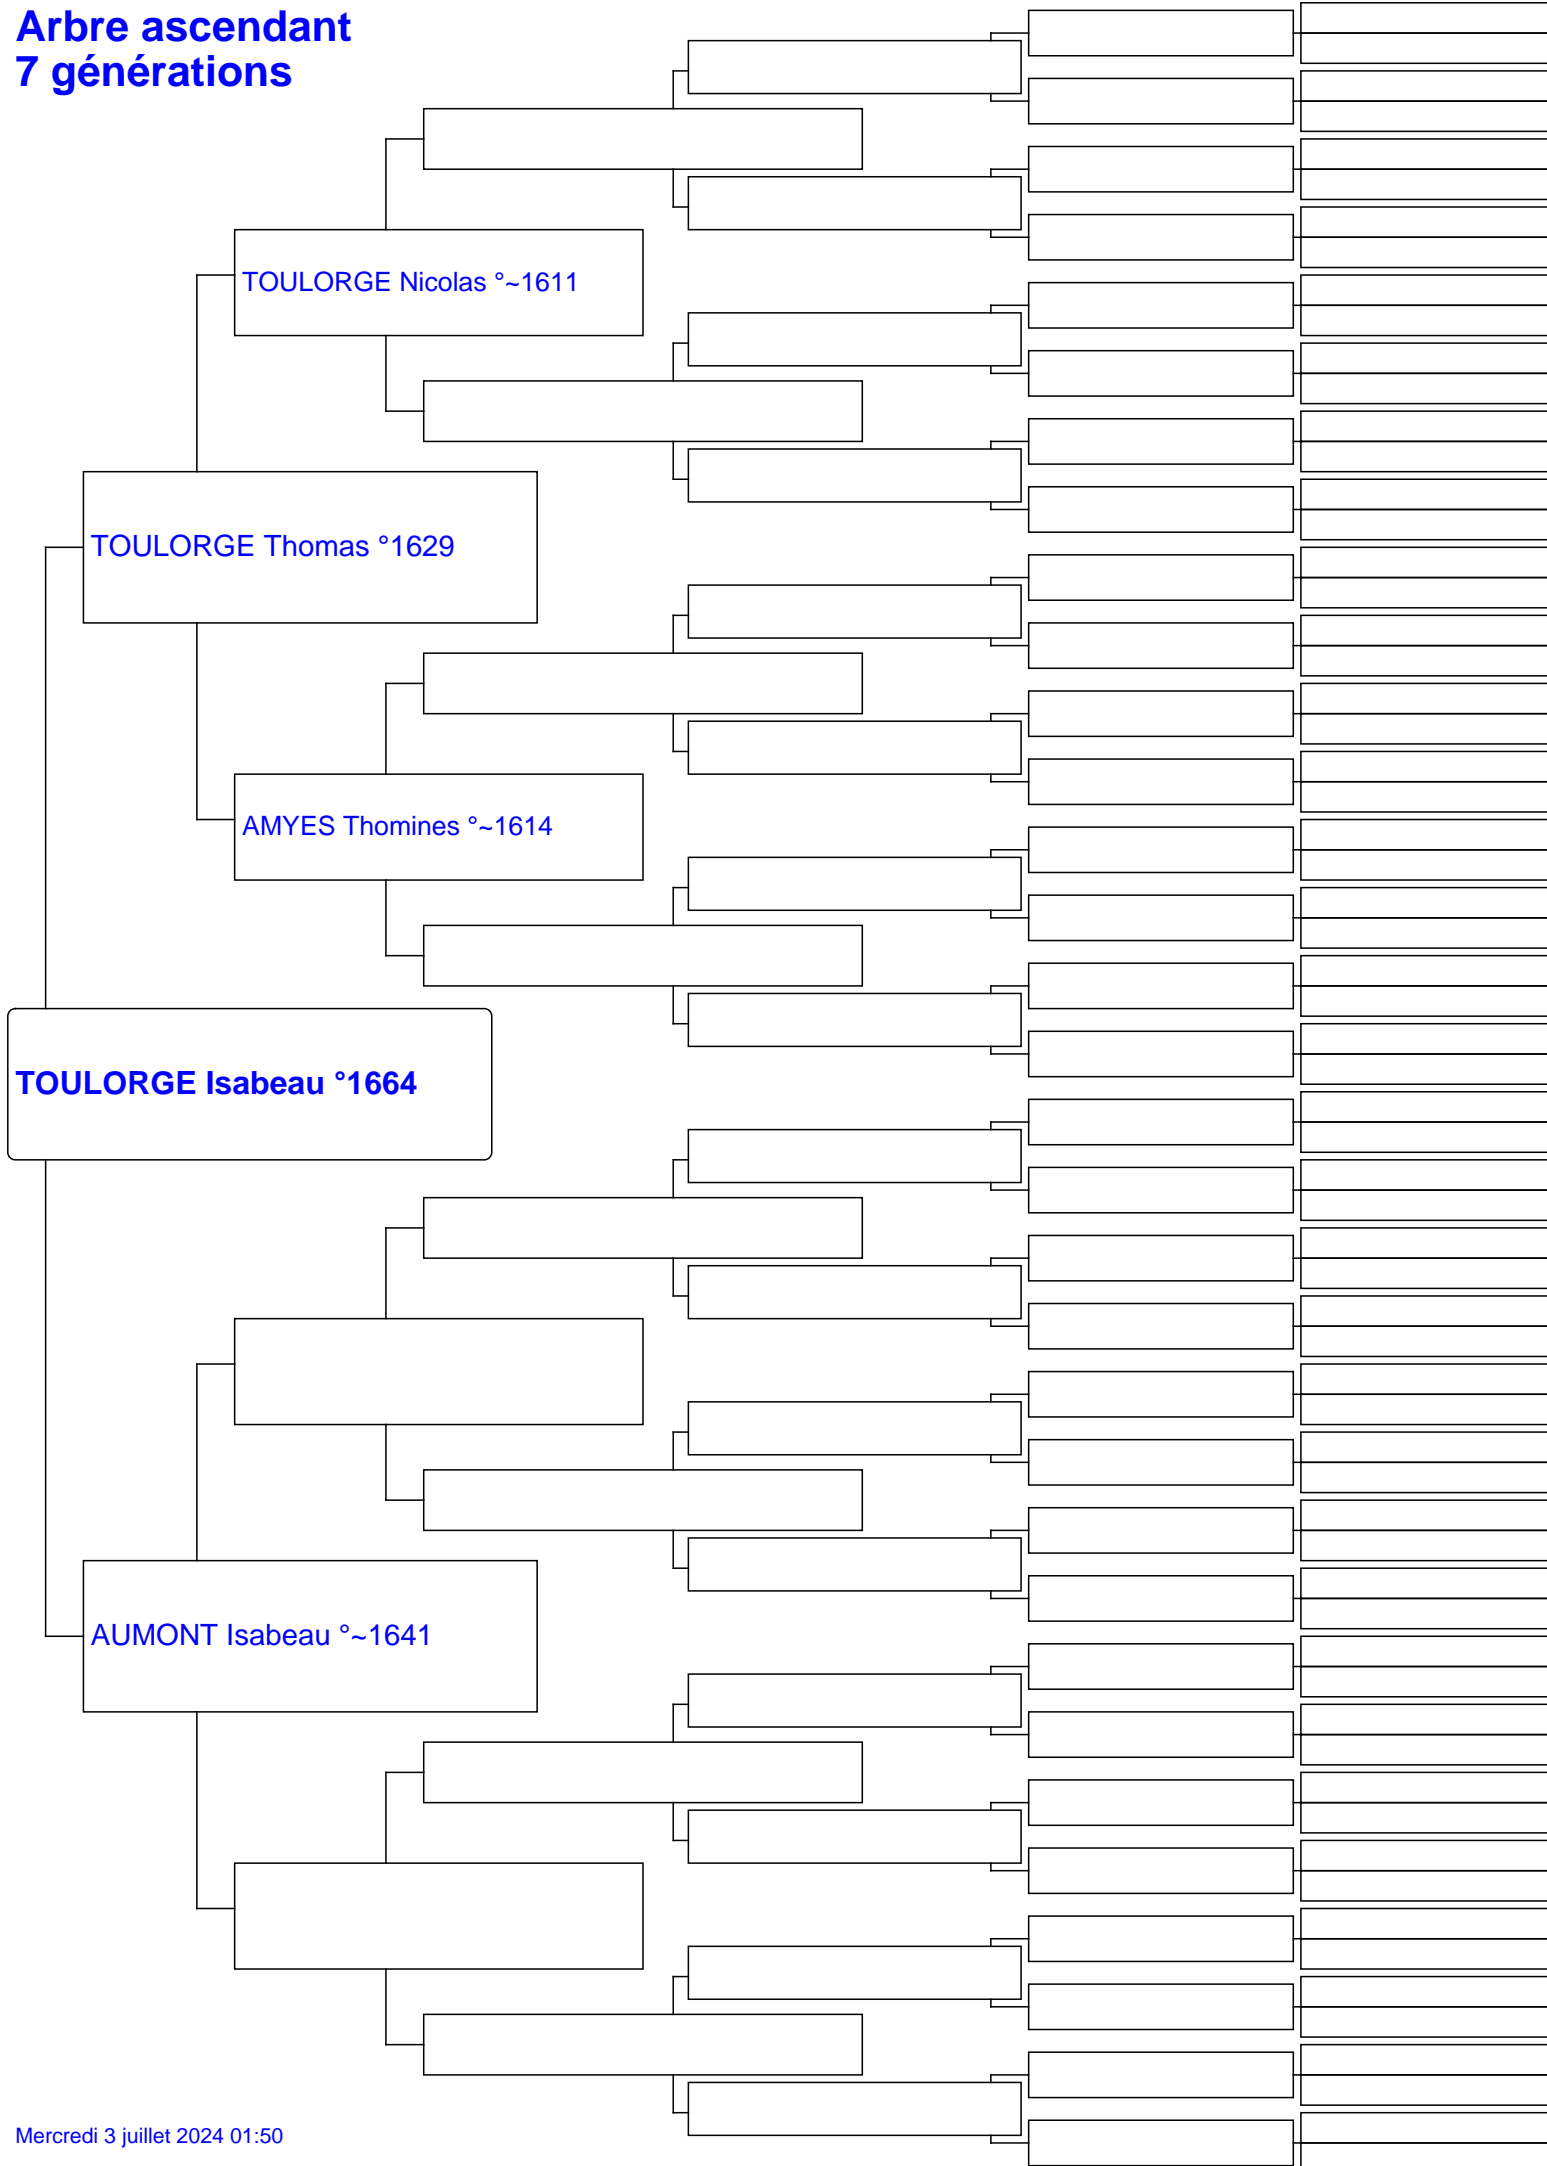 Arbre ascendant
7 générations
TOULORGE Nicolas °~1611
TOULORGE Thomas °1629
AMYES Thomines °~1614
TOULORGE Isabeau °1664
AUMONT Isabeau °~1641
Mercredi 3 juillet 2024 01:50